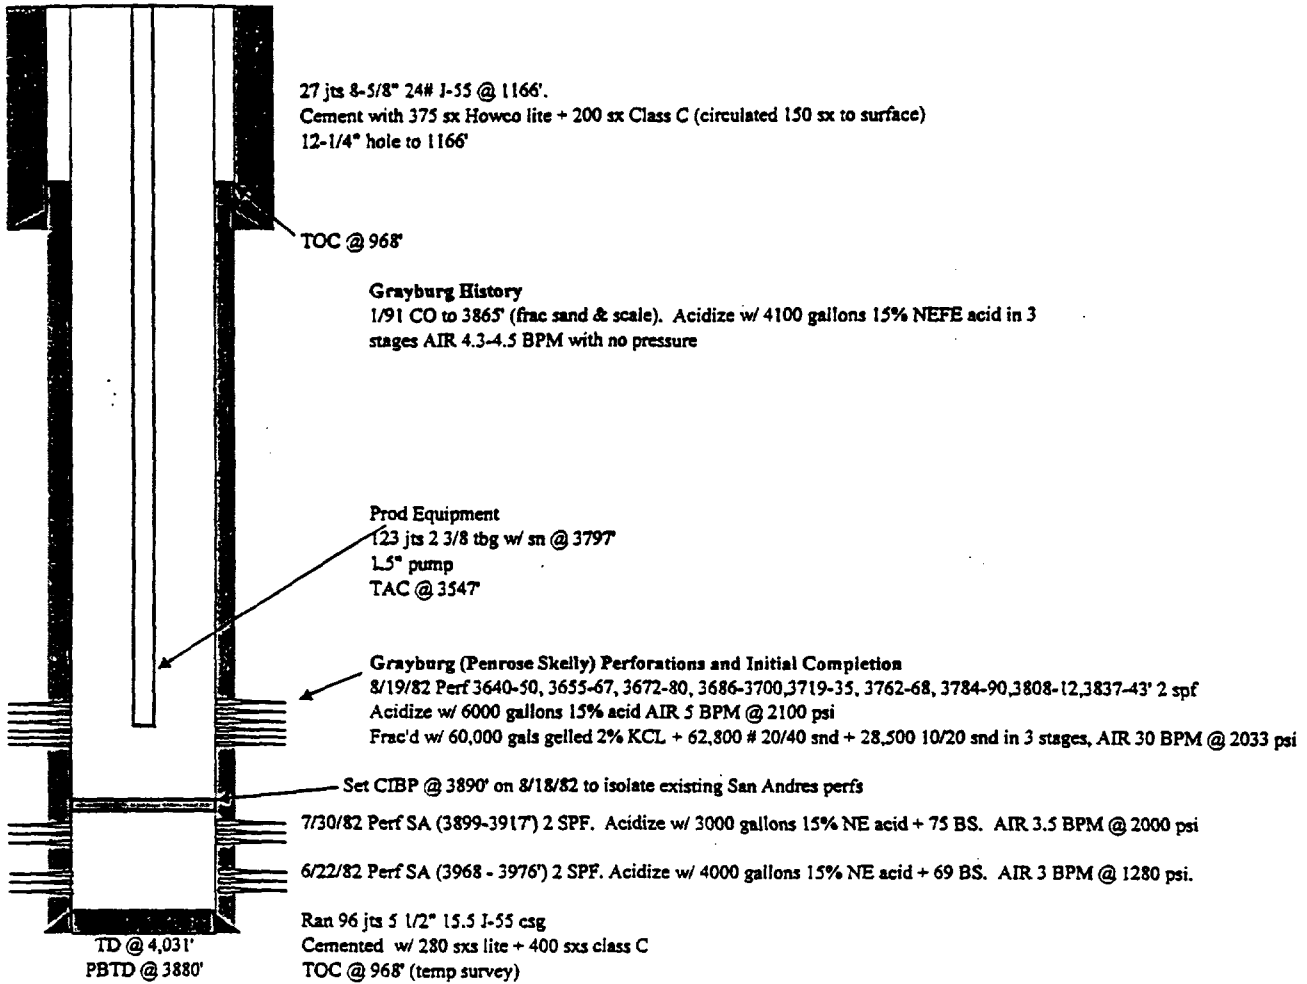 27 jts 8-5/8" 24# J-55 @ 1166'.
Cement with 375 sx Howco lite + 200 sx Class C (circulated 150 sx to surface)
12-1/4" hole to 1166'
TOC @ 968'
Grayburg History
1/91 CO to 3865' (frac sand & scale). Acidize w/ 4100 gallons 15% NEFE acid in 3
stages AIR 4.3-4.5 BPM with no pressure
Prod Equipment
123 jts 2 3/8 tbg w/ sn @ 3797'
1.5" pump
TAC @ 3547'
Grayburg (Penrose Skelly) Perforations and Initial Completion
8/19/82 Perf 3640-50, 3655-67, 3672-80, 3686-3700,3719-35, 3762-68, 3784-90,3808-12,3837-43' 2 spf
Acidize w/ 6000 gallons 15% acid AIR 5 BPM @ 2100 psi
Frac'd w/ 60,000 gals gelled 2% KCL + 62,800 # 20/40 snd + 28,500 10/20 snd in 3 stages, AIR 30 BPM @ 2033 psi
Set CIBP @ 3890' on 8/18/82 to isolate existing San Andres perfs
7/30/82 Perf SA (3899-3917') 2 SPF. Acidize w/ 3000 gallons 15% NE acid + 75 BS. AIR 3.5 BPM @ 2000 psi
6/22/82 Perf SA (3968 - 3976') 2 SPF. Acidize w/ 4000 gallons 15% NE acid + 69 BS. AIR 3 BPM @ 1280 psi.
Ran 96 jts 5 1/2" 15.5 J-55 csg
Cemented w/ 280 sxs lite + 400 sxs class C
TOC @ 968' (temp survey)
TD @ 4,031'
PBTD @ 3880'